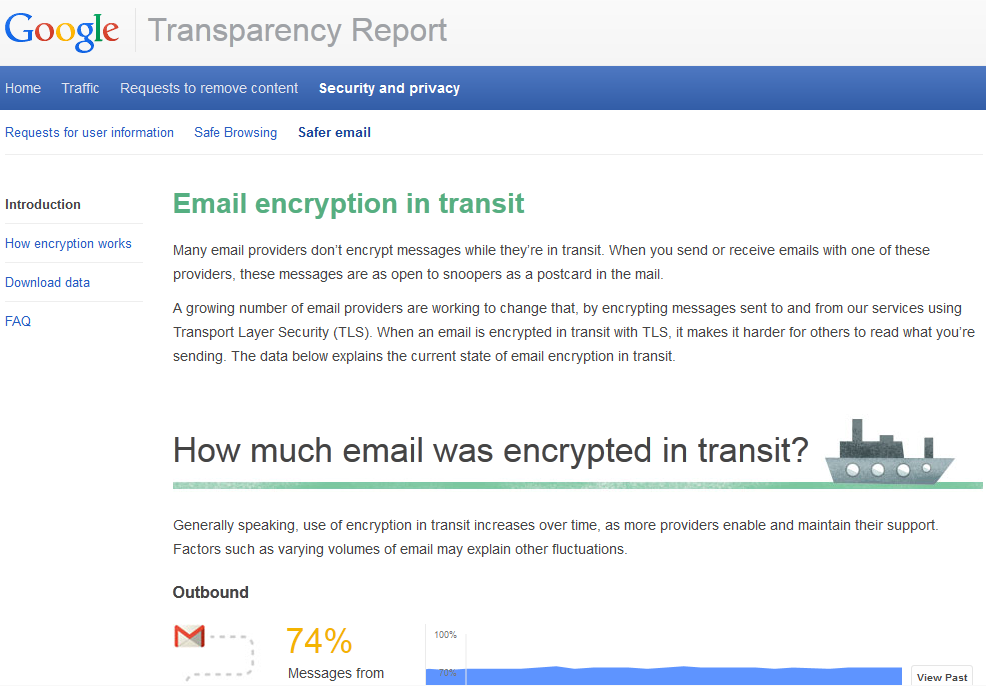 Google Transparency Report
Home Traffic Requests to remove content Security and privacy
Requests for user information Safe Browsing Safer email
Introduction
How encryption works
Download data
FAQ
Email encryption in transit
Many email providers don’t encrypt messages while they’re in transit. When you send or receive emails with one of these
providers, these messages are as open to snoopers as a postcard in the mail.
A growing number of email providers are working to change that, by encrypting messages sent to and from our services using
Transport Layer Security (TLS). When an email is encrypted in transit with TLS, it makes it harder for others to read what you’re
sending. The data below explains the current state of email encryption in transit.
How much email was encrypted in transit?
Generally speaking, use of encryption in transit increases over time, as more providers enable and maintain their support.
Factors such as varying volumes of email may explain other fluctuations.
Outbound
74%
Messages from
100%
70%
View Past